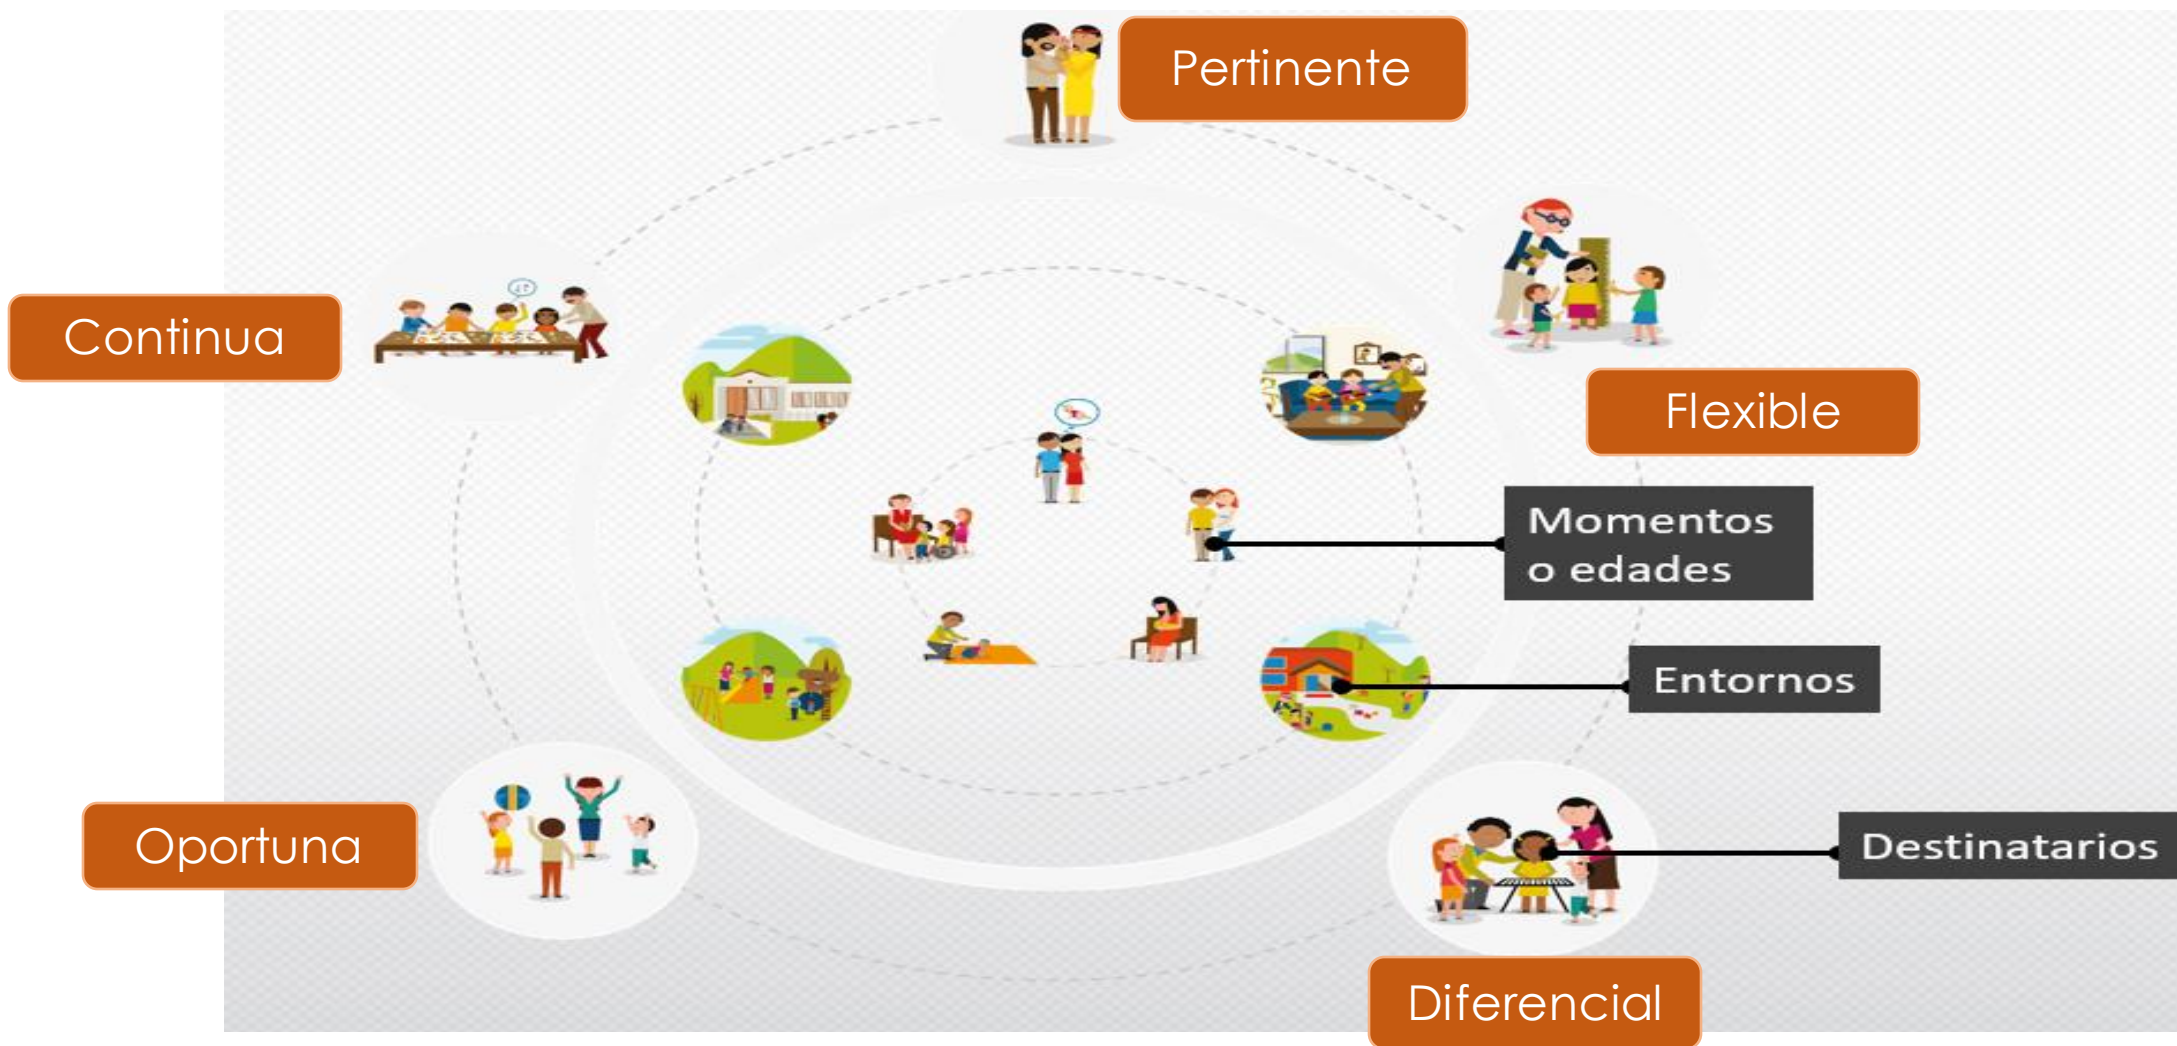 Pertinente
Continua
Flexible
Momentos
o edades
Entornos
Oportuna
Destinatarios
Diferencial